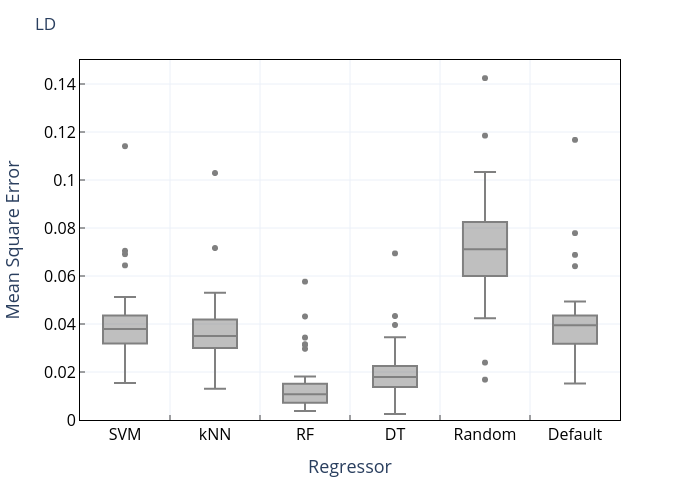 LD
Mean Square Error
0.14
0.12
0.1
0.08
0.06
0.04
0.02
0
SVM kNN RF DT Random Default
Regressor